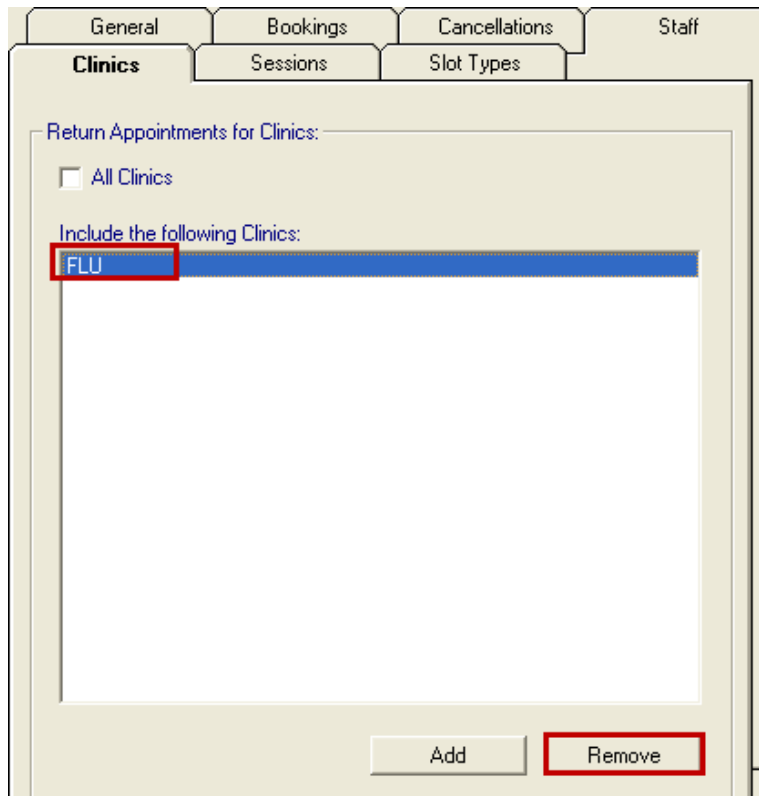 General Bookings Cancellations Staff
Clinics Sessions Slot Types
Return Appointments for Clinics:
All Clinics
Include the following Clinics:
FLU
Add Remove